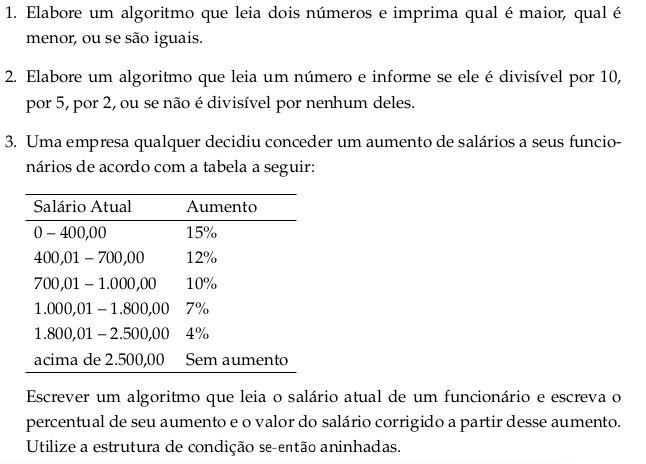 1. Elabore um algoritmo que leia dois números e imprima qual é maior, qual é
menor, ou se são iguais.
2. Elabore um algoritmo que leia um número e informe se ele é divisível por 10,
por 5, por 2, ou se não é divisível por nenhum deles.
3. Uma empresa qualquer decidiu conceder um aumento de salários a seus funcio-
nários de acordo com a tabela a seguir:
Salário Atual Aumento
0 – 400,00 15%
400,01 – 700,00 12%
700,01 – 1.000,00 10%
1.000,01 – 1.800,00 7%
1.800,01 – 2.500,00 4%
acima de 2.500,00 Sem aumento
Escrever um algoritmo que leia o salário atual de um funcionário e escreva o
percentual de seu aumento e o valor do salário corrigido a partir desse aumento.
Utilize a estrutura de condição se-então aninhadas.